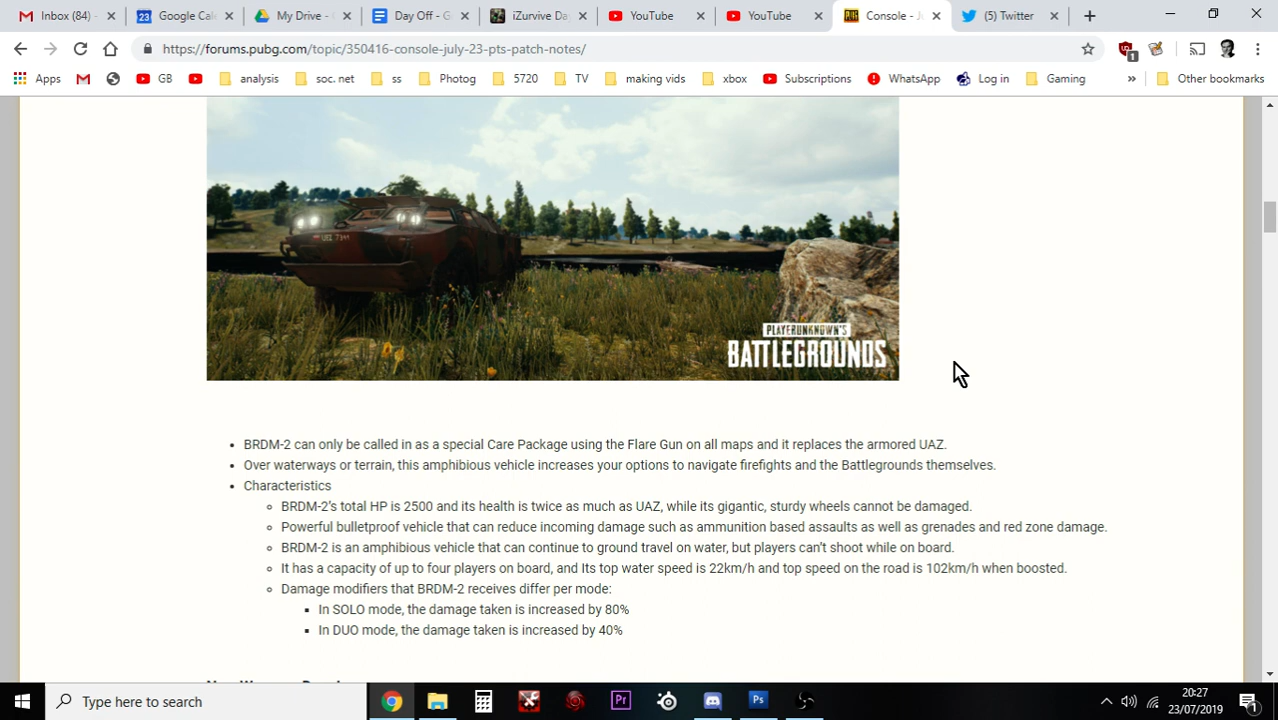 Inbox (84) -
23
Google Cal
My Drive - G
Day Off - G
iZurvive Da
YouTube
YouTube
Console - J
(5) Twitter
https://forums.pubg.com/topic/350416-console-july-23-pts-patch-notes/
1
Apps
GB
analysis
soc. net
ss
Photog
5720
TV
making vids
xbox
Subscriptions
WhatsApp
Log in
Gaming
»
Other bookmarks
PLAYERUNKNOWN'S
BATTLEGROUNDS
BRDM-2 can only be called in as a special Care Package using the Flare Gun on all maps and it replaces the armored UAZ.
Over waterways or terrain, this amphibious vehicle increases your options to navigate firefights and the Battlegrounds themselves.
Characteristics
BRDM-2's total HP is 2500 and its health is twice as much as UAZ, while its gigantic, sturdy wheels cannot be damaged.
Powerful bulletproof vehicle that can reduce incoming damage such as ammunition based assaults as well as grenades and red zone damage.
BRDM-2 is an amphibious vehicle that can continue to ground travel on water, but players can't shoot while on board.
It has a capacity of up to four players on board, and Its top water speed is 22km/h and top speed on the road is 102km/h when boosted.
Damage modifiers that BRDM-2 receives differ per mode:
In SOLO mode, the damage taken is increased by 80%
In DUO mode, the damage taken is increased by 40%
Type here to search
Pr
Ps
20:27
23/07/2019
1